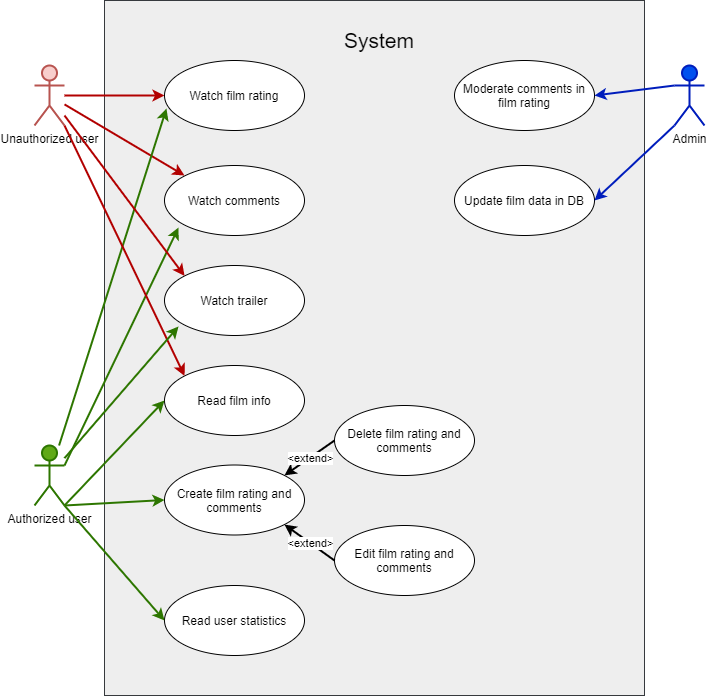 System
Watch film rating
Moderate comments in
film rating
Unauthorized user
Admin
Watch comments
Update film data in DB
Watch trailer
Read film info
Delete film rating and
comments
<extend>
Create film rating and
comments
Authorized user
<extend>
Edit film rating and
comments
Read user statistics